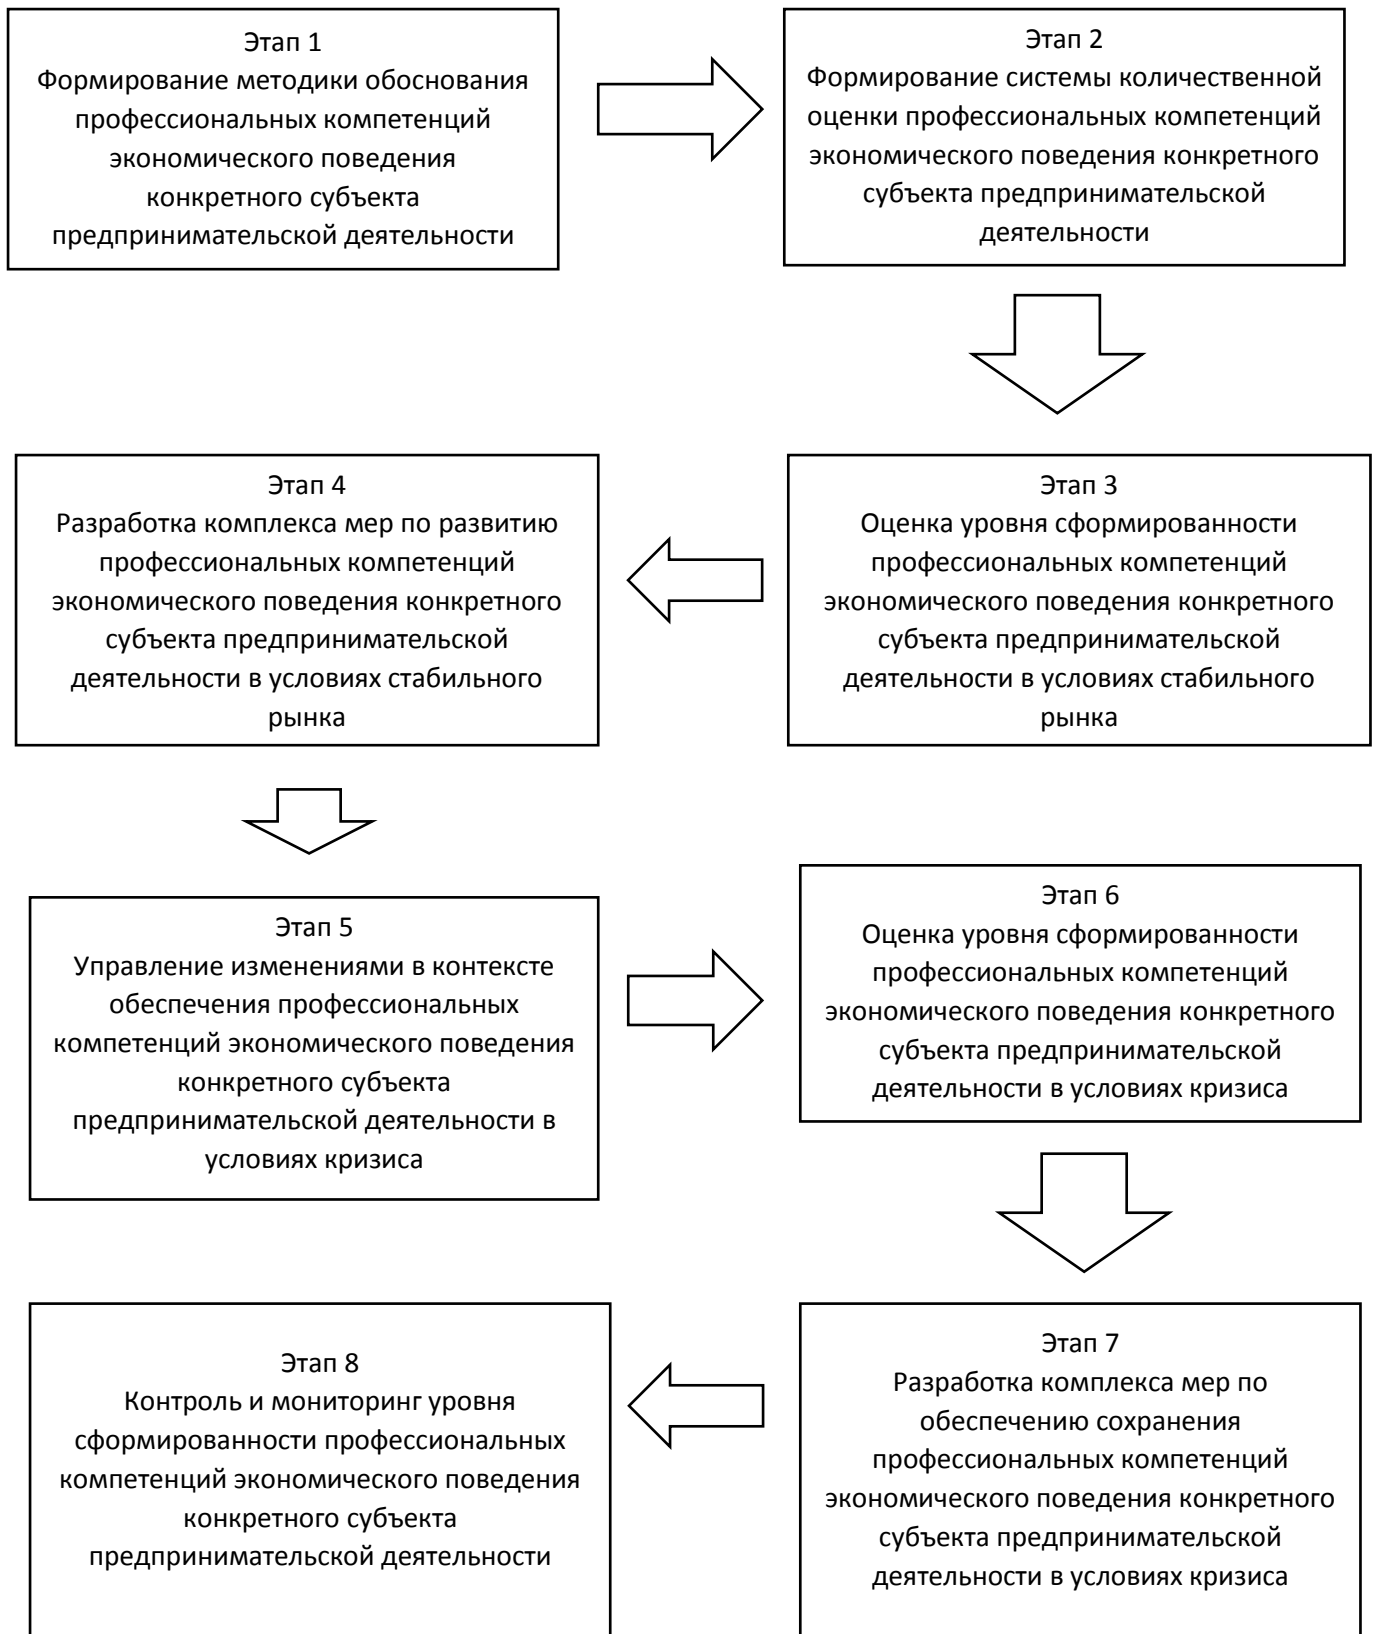 Этап 1
Формирование методики обоснования
профессиональных компетенций
экономического поведения
конкретного субъекта
предпринимательской деятельности
Этап 2
Формирование системы количественной
оценки профессиональных компетенций
экономического поведения конкретного
субъекта предпринимательской
деятельности
Этап 3
Оценка уровня сформированности
профессиональных компетенций
экономического поведения конкретного
субъекта предпринимательской
деятельности в условиях стабильного
рынка
Этап 4
Разработка комплекса мер по развитию
профессиональных компетенций
экономического поведения конкретного
субъекта предпринимательской
деятельности в условиях стабильного
рынка
Этап 5
Управление изменениями в контексте
обеспечения профессиональных
компетенций экономического поведения
конкретного субъекта
предпринимательской деятельности в
условиях кризиса
Этап 6
Оценка уровня сформированности
профессиональных компетенций
экономического поведения конкретного
субъекта предпринимательской
деятельности в условиях кризиса
Этап 7
Разработка комплекса мер по
обеспечению сохранения
профессиональных компетенций
экономического поведения конкретного
субъекта предпринимательской
деятельности в условиях кризиса
Этап 8
Контроль и мониторинг уровня
сформированности профессиональных
компетенций экономического поведения
конкретного субъекта
предпринимательской деятельности